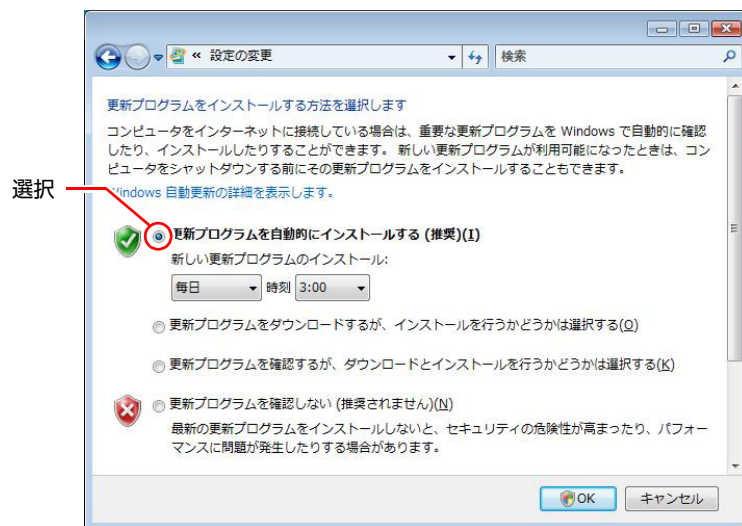 « 設定の変更
検索
更新プログラムをインストールする方法を選択します
コンピュータをインターネットに接続している場合は、重要な更新プログラムを Windows で自動的に確認
したり、インストールしたりすることができます。 新しい更新プログラムが利用可能になったときは、コン
ピュータをシャットダウンする前にその更新プログラムをインストールすることもできます。
選択
Windows 自動更新の詳細を表示します。
更新プログラムを自動的にインストールする (推奨)(I)
新しい更新プログラムのインストール:
毎日 時刻 3:00
更新プログラムをダウンロードするが、インストールを行うかどうかは選択する(O)
更新プログラムを確認するが、ダウンロードとインストールを行うかどうかは選択する(K)
更新プログラムを確認しない (推奨されません)(N)
最新の更新プログラムをインストールしないと、セキュリティの危険性が高まったり、パフォー
マンスに問題が発生したりする場合があります。
OK キャンセル